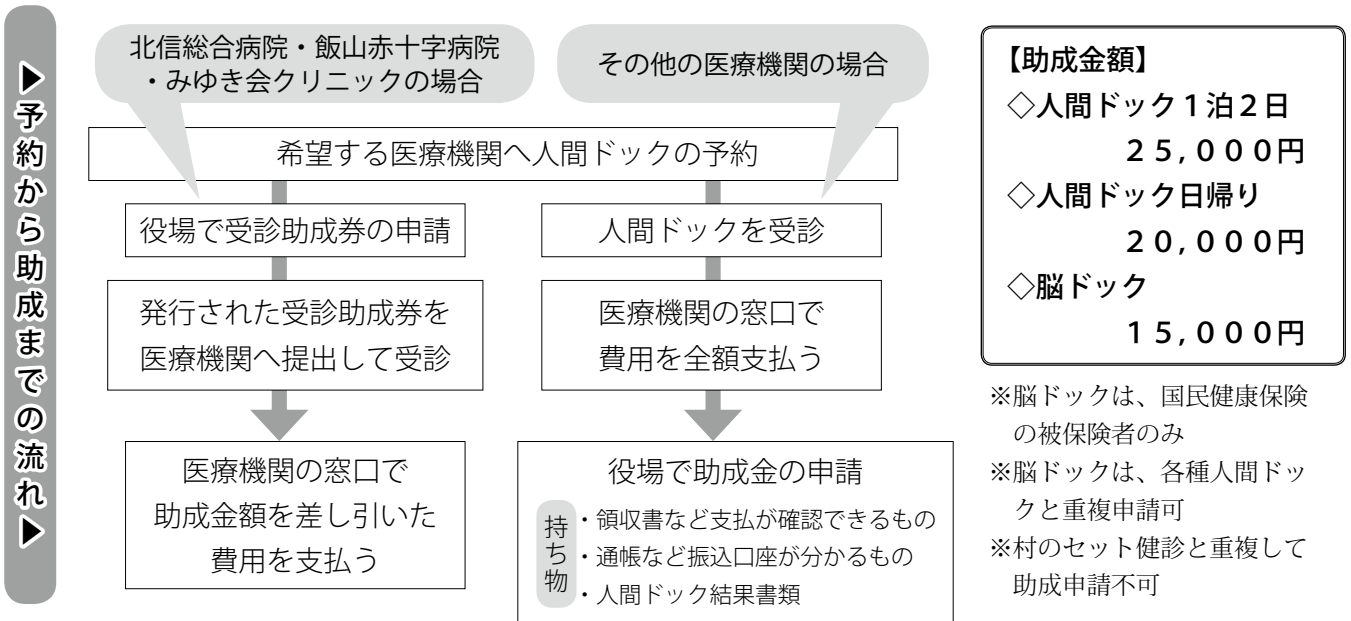 ▶予約から助成までの流れ▶
北信総合病院・飯山赤十字病院
・みゆき会クリニックの場合
その他の医療機関の場合
希望する医療機関へ人間ドックの予約
役場で受診助成券の申請
発行された受診助成券を
医療機関へ提出して受診
医療機関の窓口で
助成金額を差し引いた
費用を支払う
人間ドックを受診
医療機関の窓口で
費用を全額支払う
役場で助成金の申請
持ち物
・領収書など支払が確認できるもの
・通帳など振込口座が分かるもの
・人間ドック結果書類
【助成金額】
◇人間ドック１泊２日
２５,０００円
◇人間ドック日帰り
２０,０００円
◇脳ドック
１５,０００円
※脳ドックは、国民健康保険
の被保険者のみ
※脳ドックは、各種人間ドッ
クと重複申請可
※村のセット健診と重複して
助成申請不可